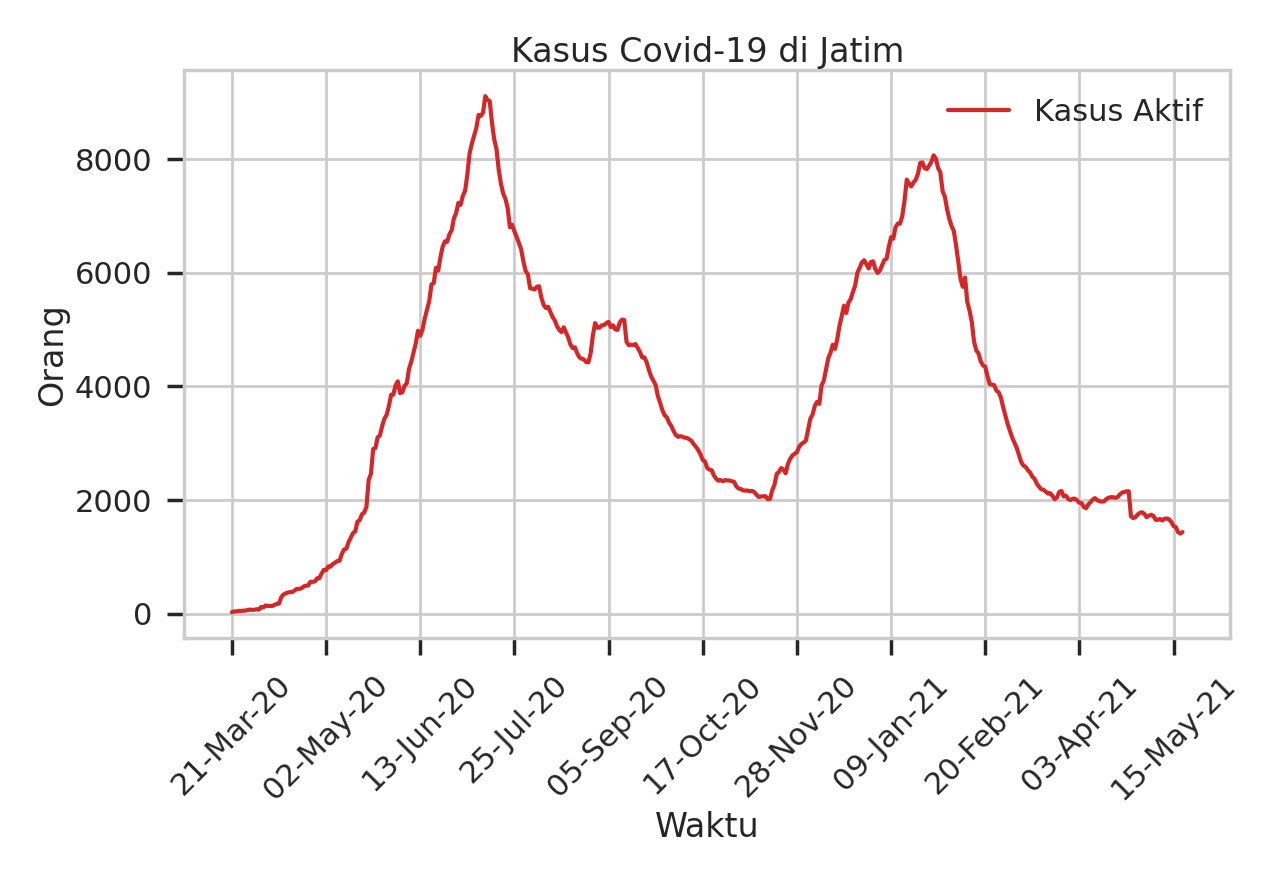 Kasus Covid-19 di Jatim
Kasus Aktif
Orang
8000
6000
4000
2000
0
21-Mar-20
02-May-20
13-Jun-20
25-Jul-20
05-Sep-20
17-Oct-20
28-Nov-20
09-Jan-21
20-Feb-21
03-Apr-21
15-May-21
Waktu